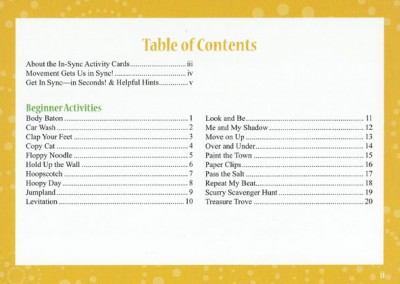 Table of Contents
About the In-Sync Activity Cards iii
Movement Gets Us in Sync! iv
Get In Sync—in Seconds! & Helpful Hints v
Beginner Activities
Body Baton 1
Car Wash 2
Clap Your Feet 3
Copy Cat 4
Floppy Noodle 5
Hold Up the Wall 6
Hoopscotch 7
Hoopy Day 8
Jumpland 9
Levitation 10
Look and Be 11
Me and My Shadow 12
Move on Up 13
Over and Under 14
Paint the Town 15
Paper Clips 16
Pass the Salt 17
Repeat My Beat 18
Scurry Scavenger Hunt 19
Treasure Trove 20
ii